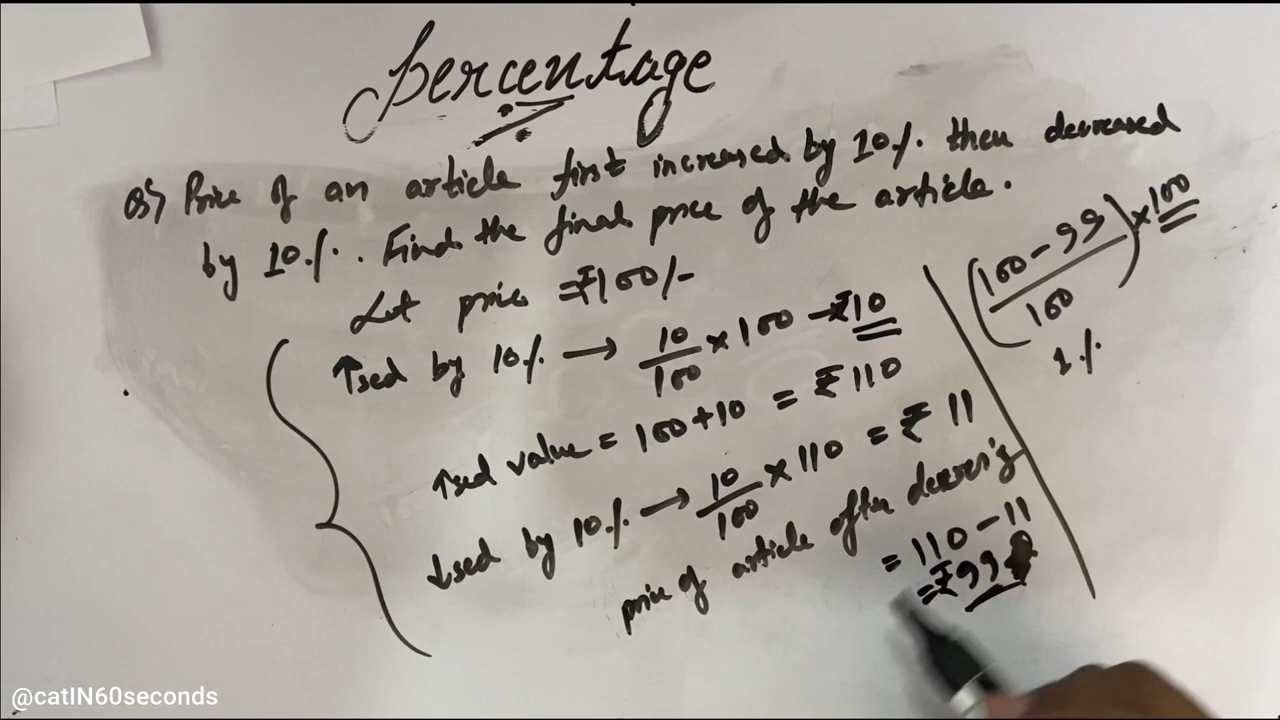 Percentage
Qs) Price of an article first increased by 10%. then decreased
by 10%. Find the final price of the article.
Let price = ₹100/-
↑sed by 10% → 10/100 × 100 → ₹10
↑sed value = 100+10 = ₹110
↓sed by 10% → 10/100 × 110 = ₹ 11
price of article after decreas'g
= 110 - 11
= ₹99
(100 - 99/100) × 100
1%
@catIN60seconds